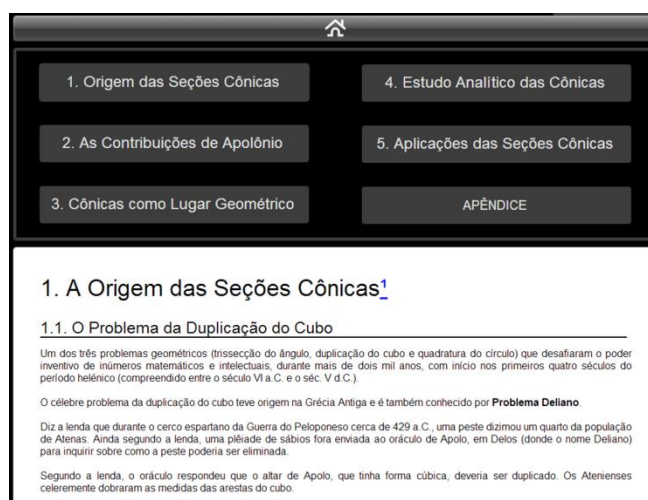 1. Origem das Seções Cônicas
4. Estudo Analítico das Cônicas
2. As Contribuições de Apolônio
5. Aplicações das Seções Cônicas
3. Cônicas como Lugar Geométrico
APÊNDICE
1. A Origem das Seções Cônicas¹
1.1. O Problema da Duplicação do Cubo
Um dos três problemas geométricos (trissecção do ângulo, duplicação do cubo e quadratura do círculo) que desafiaram o poder
inventivo de inúmeros matemáticos e intelectuais, durante mais de dois mil anos, com início nos primeiros quatro séculos do
período helénico (compreendido entre o século VI a.C. e o séc. V d.C.).
O célebre problema da duplicação do cubo teve origem na Grécia Antiga e é também conhecido por Problema Deliano.
Diz a lenda que durante o cerco espartano da Guerra do Peloponeso cerca de 429 a.C., uma peste dizimou um quarto da população
de Atenas. Ainda segundo a lenda, uma plêiade de sábios fora enviada ao oráculo de Apolo, em Delos (donde o nome Deliano)
para inquirir sobre como a peste poderia ser eliminada.
Segundo a lenda, o oráculo respondeu que o altar de Apolo, que tinha forma cúbica, deveria ser duplicado. Os Atenienses
celeremente dobraram as medidas das arestas do cubo.